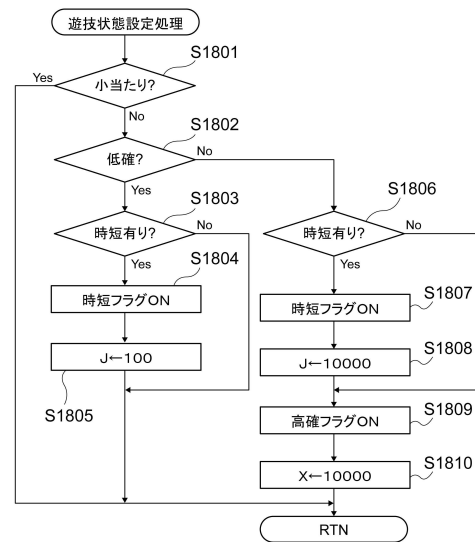 遊技状態設定処理
S1801
小当たり?
Yes
No
S1802
低確?
No
Yes
S1803
時短有り?
No
Yes
S1804
時短フラグON
J←100
S1805
S1806
時短有り?
No
Yes
S1807
時短フラグON
S1808
J←10000
S1809
高確フラグON
S1810
X←10000
RTN